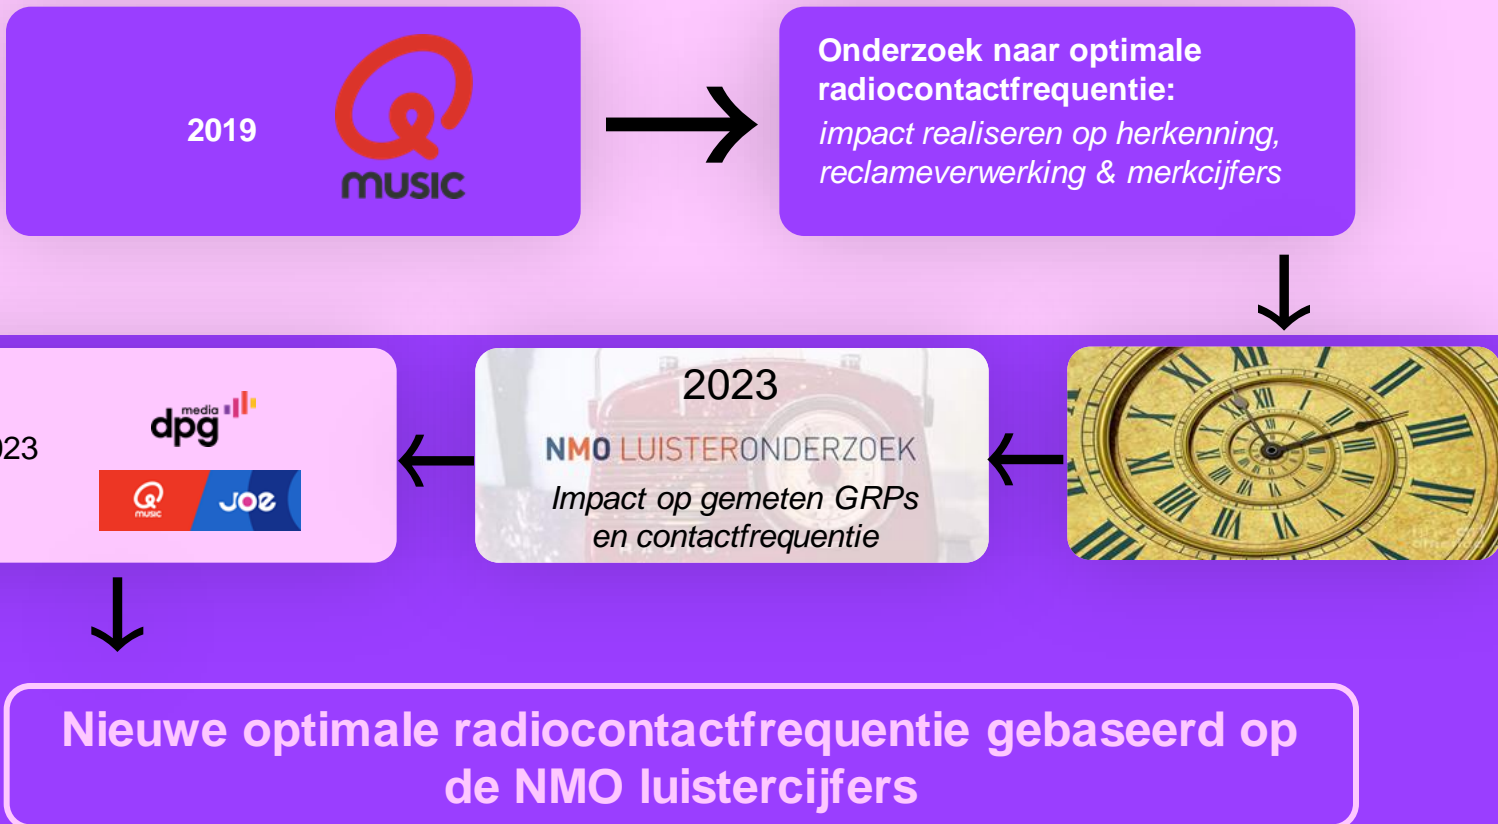 2019
MUSIC
Onderzoek naar optimale
radiocontactfrequentie:
impact realiseren op herkenning,
reclameverwerking & merkcijfers
023
dpg media
MUSIC
JOE
2023
NMO LUISTERONDERZOEK
Impact op gemeten GRPs
en contactfrequentie
Nieuwe optimale radiocontactfrequentie gebaseerd op
de NMO luistercijfers